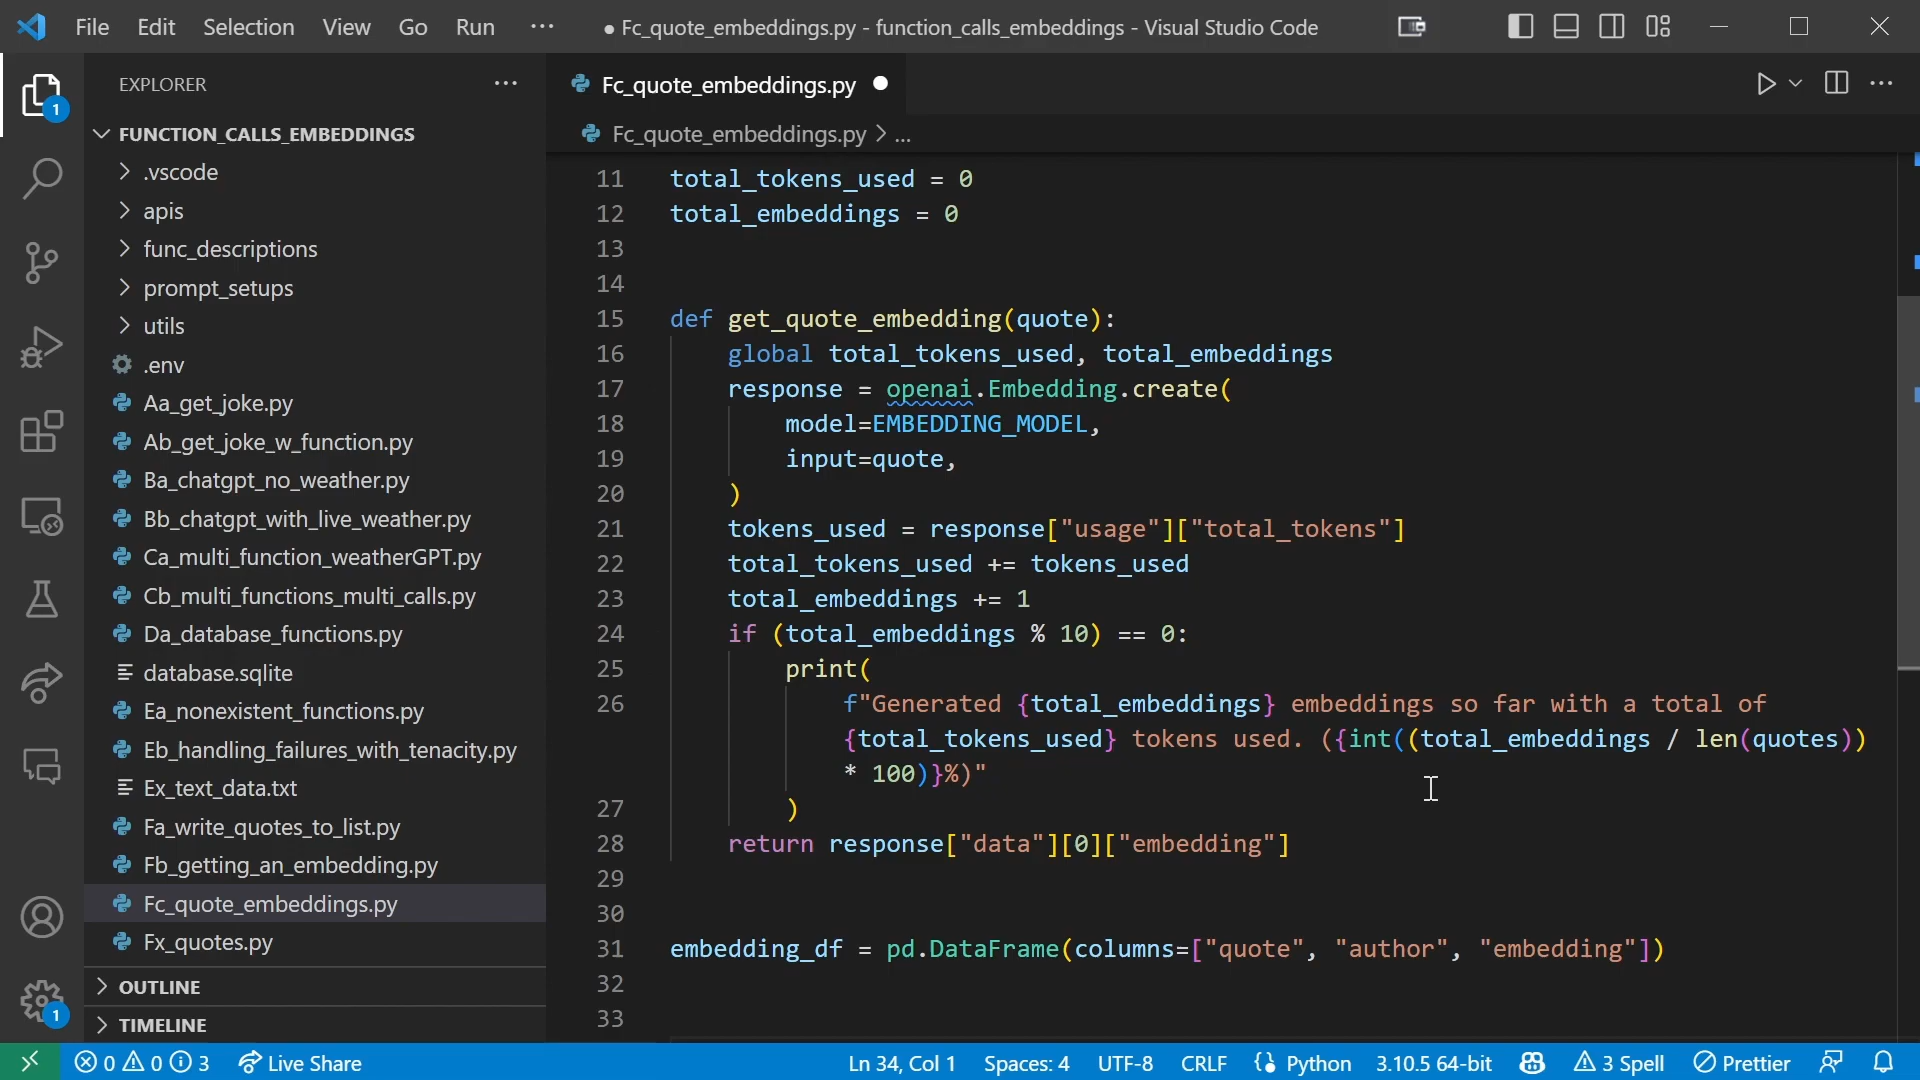 File Edit Selection View Go Run ··· ● Fc_quote_embeddings.py - function_calls_embeddings - Visual Studio Code
EXPLORER ···
FUNCTION_CALLS_EMBEDDINGS
.vscode
apis
func_descriptions
prompt_setups
utils
.env
Aa_get_joke.py
Ab_get_joke_w_function.py
Ba_chatgpt_no_weather.py
Bb_chatgpt_with_live_weather.py
Ca_multi_function_weatherGPT.py
Cb_multi_functions_multi_calls.py
Da_database_functions.py
database.sqlite
Ea_nonexistent_functions.py
Eb_handling_failures_with_tenacity.py
Ex_text_data.txt
Fa_write_quotes_to_list.py
Fb_getting_an_embedding.py
Fc_quote_embeddings.py
Fx_quotes.py
OUTLINE
TIMELINE
1
1
Fc_quote_embeddings.py ●
Fc_quote_embeddings.py > ...
11 total_tokens_used = 0
12 total_embeddings = 0
13
14
15 def get_quote_embedding(quote):
16     global total_tokens_used, total_embeddings
17     response = openai.Embedding.create(
18         model=EMBEDDING_MODEL,
19         input=quote,
20     )
21     tokens_used = response["usage"]["total_tokens"]
22     total_tokens_used += tokens_used
23     total_embeddings += 1
24     if (total_embeddings % 10) == 0:
25         print(
26             f"Generated {total_embeddings} embeddings so far with a total of
            {total_tokens_used} tokens used. ({int((total_embeddings / len(quotes))
            * 100)}%)"
27         )
28     return response["data"][0]["embedding"]
29
30
31 embedding_df = pd.DataFrame(columns=["quote", "author", "embedding"])
32
33
0 0 3 Live Share Ln 34, Col 1 Spaces: 4 UTF-8 CRLF {} Python 3.10.5 64-bit 3 Spell Prettier